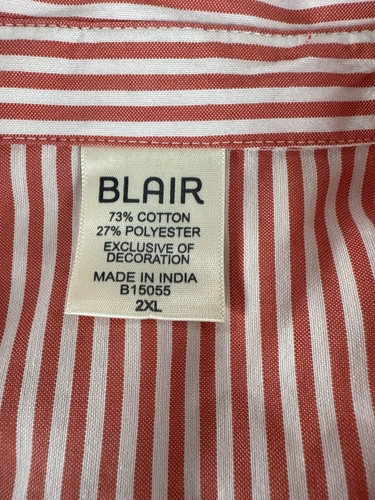 BLAIR
73% COTTON
27% POLYESTER
EXCLUSIVE OF
DECORATION
MADE IN INDIA
B15055
2XL